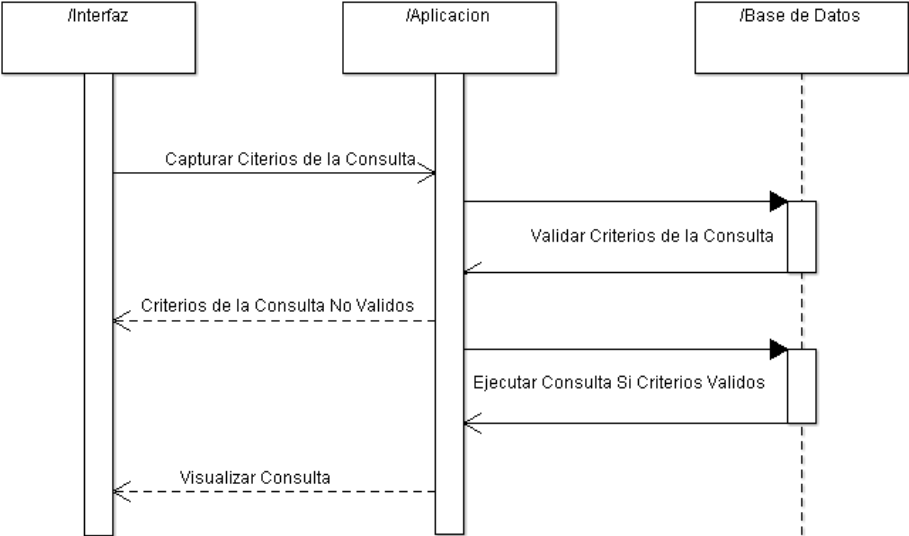 /Interfaz
/Aplicacion
/Base de Datos
Capturar Citerios de la Consulta
Validar Criterios de la Consulta
Criterios de la Consulta No Validos
Ejecutar Consulta Si Criterios Validos
Visualizar Consulta